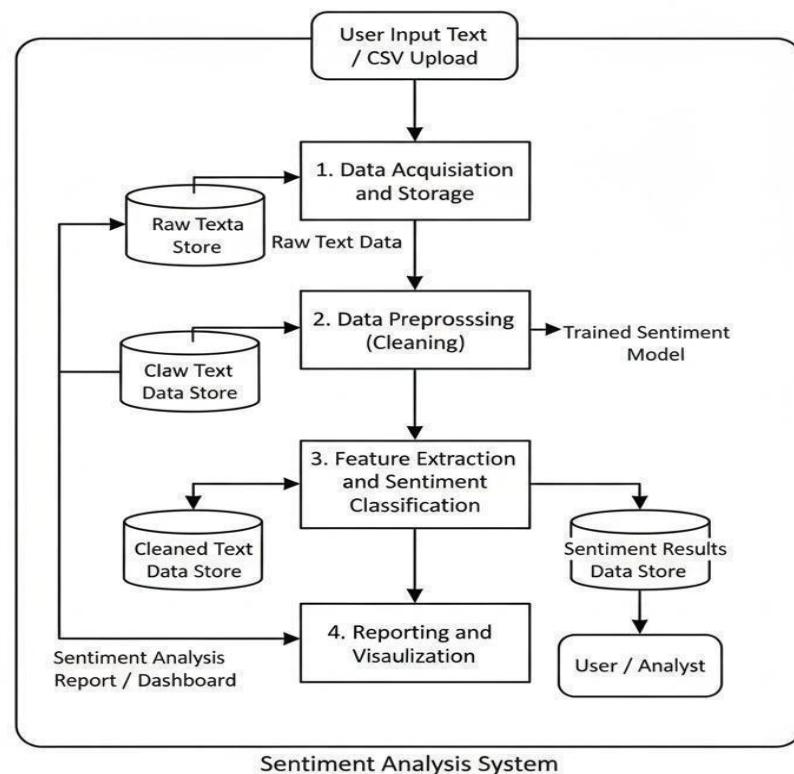 User Input Text
/ CSV Upload
1. Data Acquisiation
and Storage
Raw Texta
Store
Raw Text Data
2. Data Preprosssing
(Cleaning)
Trained Sentiment
Model
Claw Text
Data Store
3. Feature Extraction
and Sentiment
Classification
Cleaned Text
Data Store
Sentiment Results
Data Store
4. Reporting and
Visaulization
Sentiment Analysis
Report / Dashboard
User / Analyst
Sentiment Analysis System